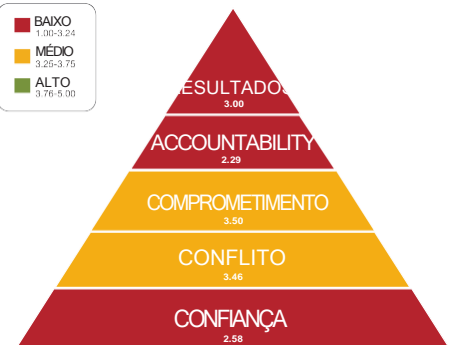 BAIXO
1.00-3.24
MÉDIO
3.25-3.75
ALTO
3.76-5.00
RESULTADOS
3.00
ACCOUNTABILITY
2.29
COMPROMETIMENTO
3.50
CONFLITO
3.46
CONFIANÇA
2.58